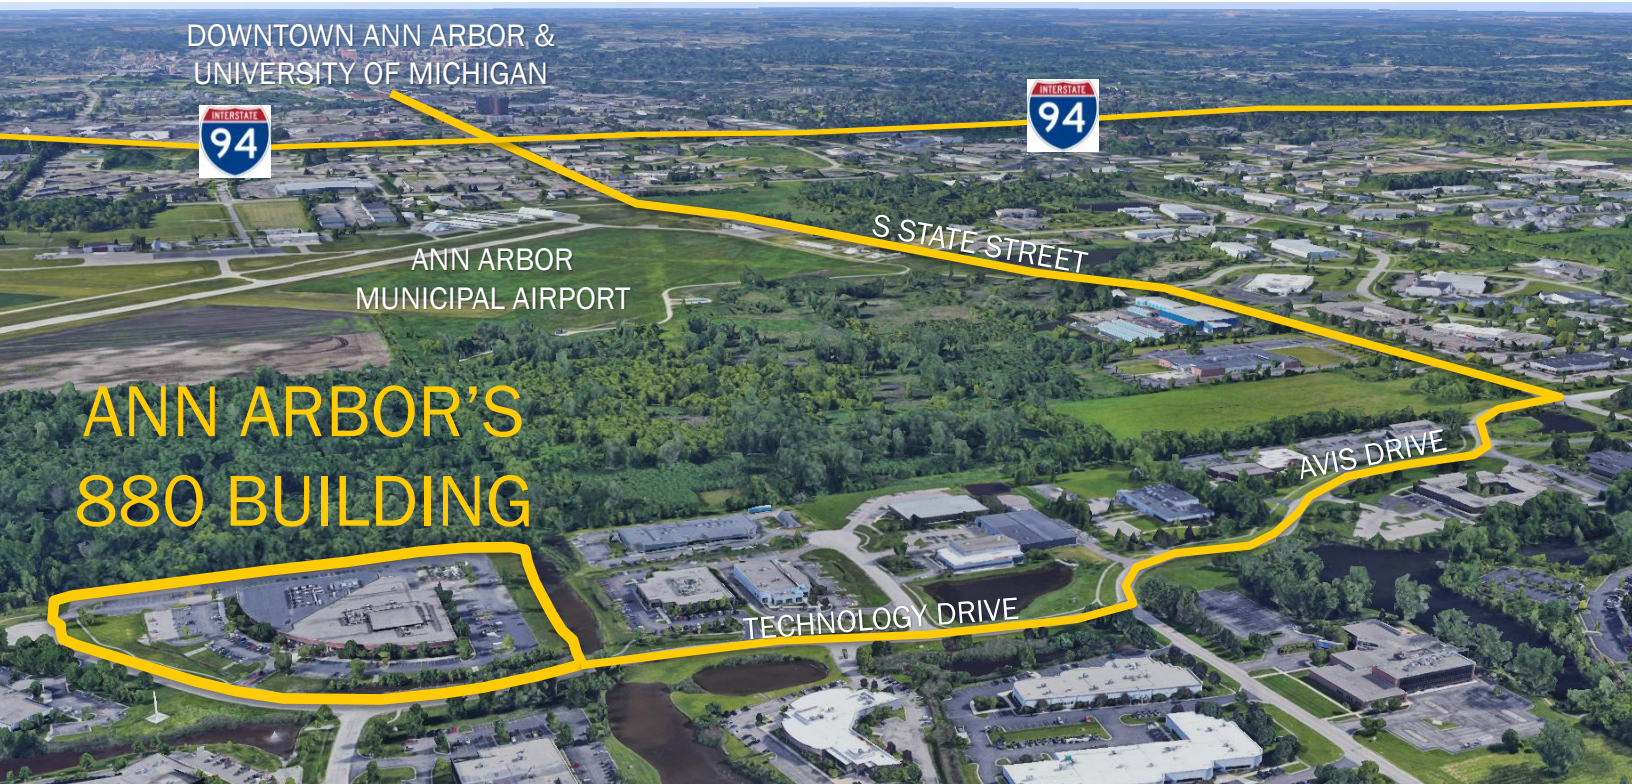 DOWNTOWN ANN ARBOR &
UNIVERSITY OF MICHIGAN
INTERSTATE
94
INTERSTATE
94
S STATE STREET
ANN ARBOR
MUNICIPAL AIRPORT
ANN ARBOR'S
880 BUILDING
AVIS DRIVE
TECHNOLOGY DRIVE